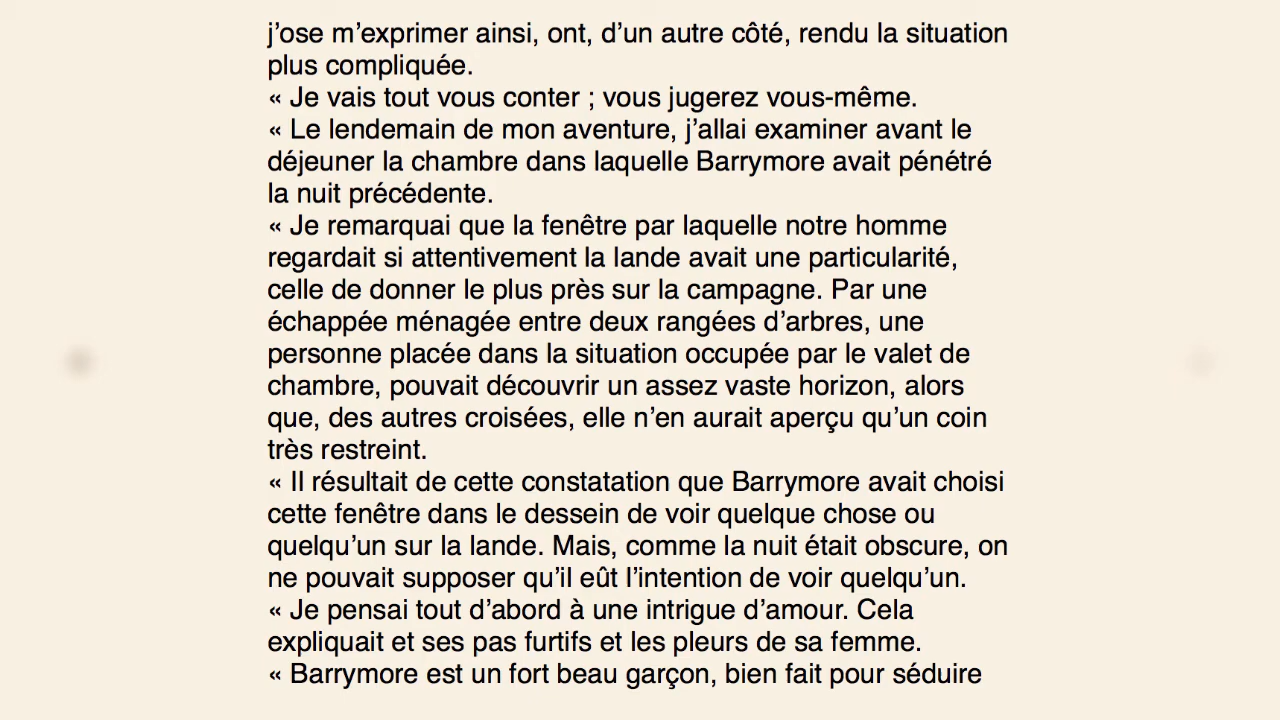 j’ose m’exprimer ainsi, ont, d’un autre côté, rendu la situation
plus compliquée.
« Je vais tout vous conter ; vous jugerez vous-même.
« Le lendemain de mon aventure, j’allai examiner avant le
déjeuner la chambre dans laquelle Barrymore avait pénétré
la nuit précédente.
« Je remarquai que la fenêtre par laquelle notre homme
regardait si attentivement la lande avait une particularité,
celle de donner le plus près sur la campagne. Par une
échappée ménagée entre deux rangées d’arbres, une
personne placée dans la situation occupée par le valet de
chambre, pouvait découvrir un assez vaste horizon, alors
que, des autres croisées, elle n’en aurait aperçu qu’un coin
très restreint.
« Il résultait de cette constatation que Barrymore avait choisi
cette fenêtre dans le dessein de voir quelque chose ou
quelqu’un sur la lande. Mais, comme la nuit était obscure, on
ne pouvait supposer qu’il eût l’intention de voir quelqu’un.
« Je pensai tout d’abord à une intrigue d’amour. Cela
expliquait et ses pas furtifs et les pleurs de sa femme.
« Barrymore est un fort beau garçon, bien fait pour séduire